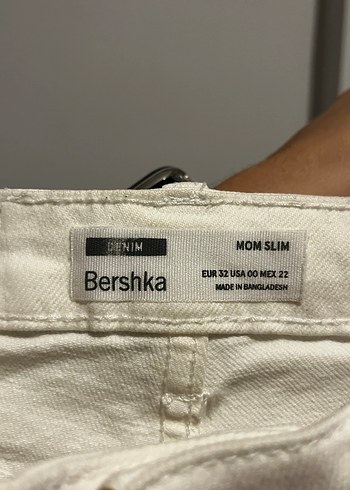 DENIM
MOM SLIM
Bershka
EUR 32 USA 00 MEX 22
MADE IN BANGLADESH